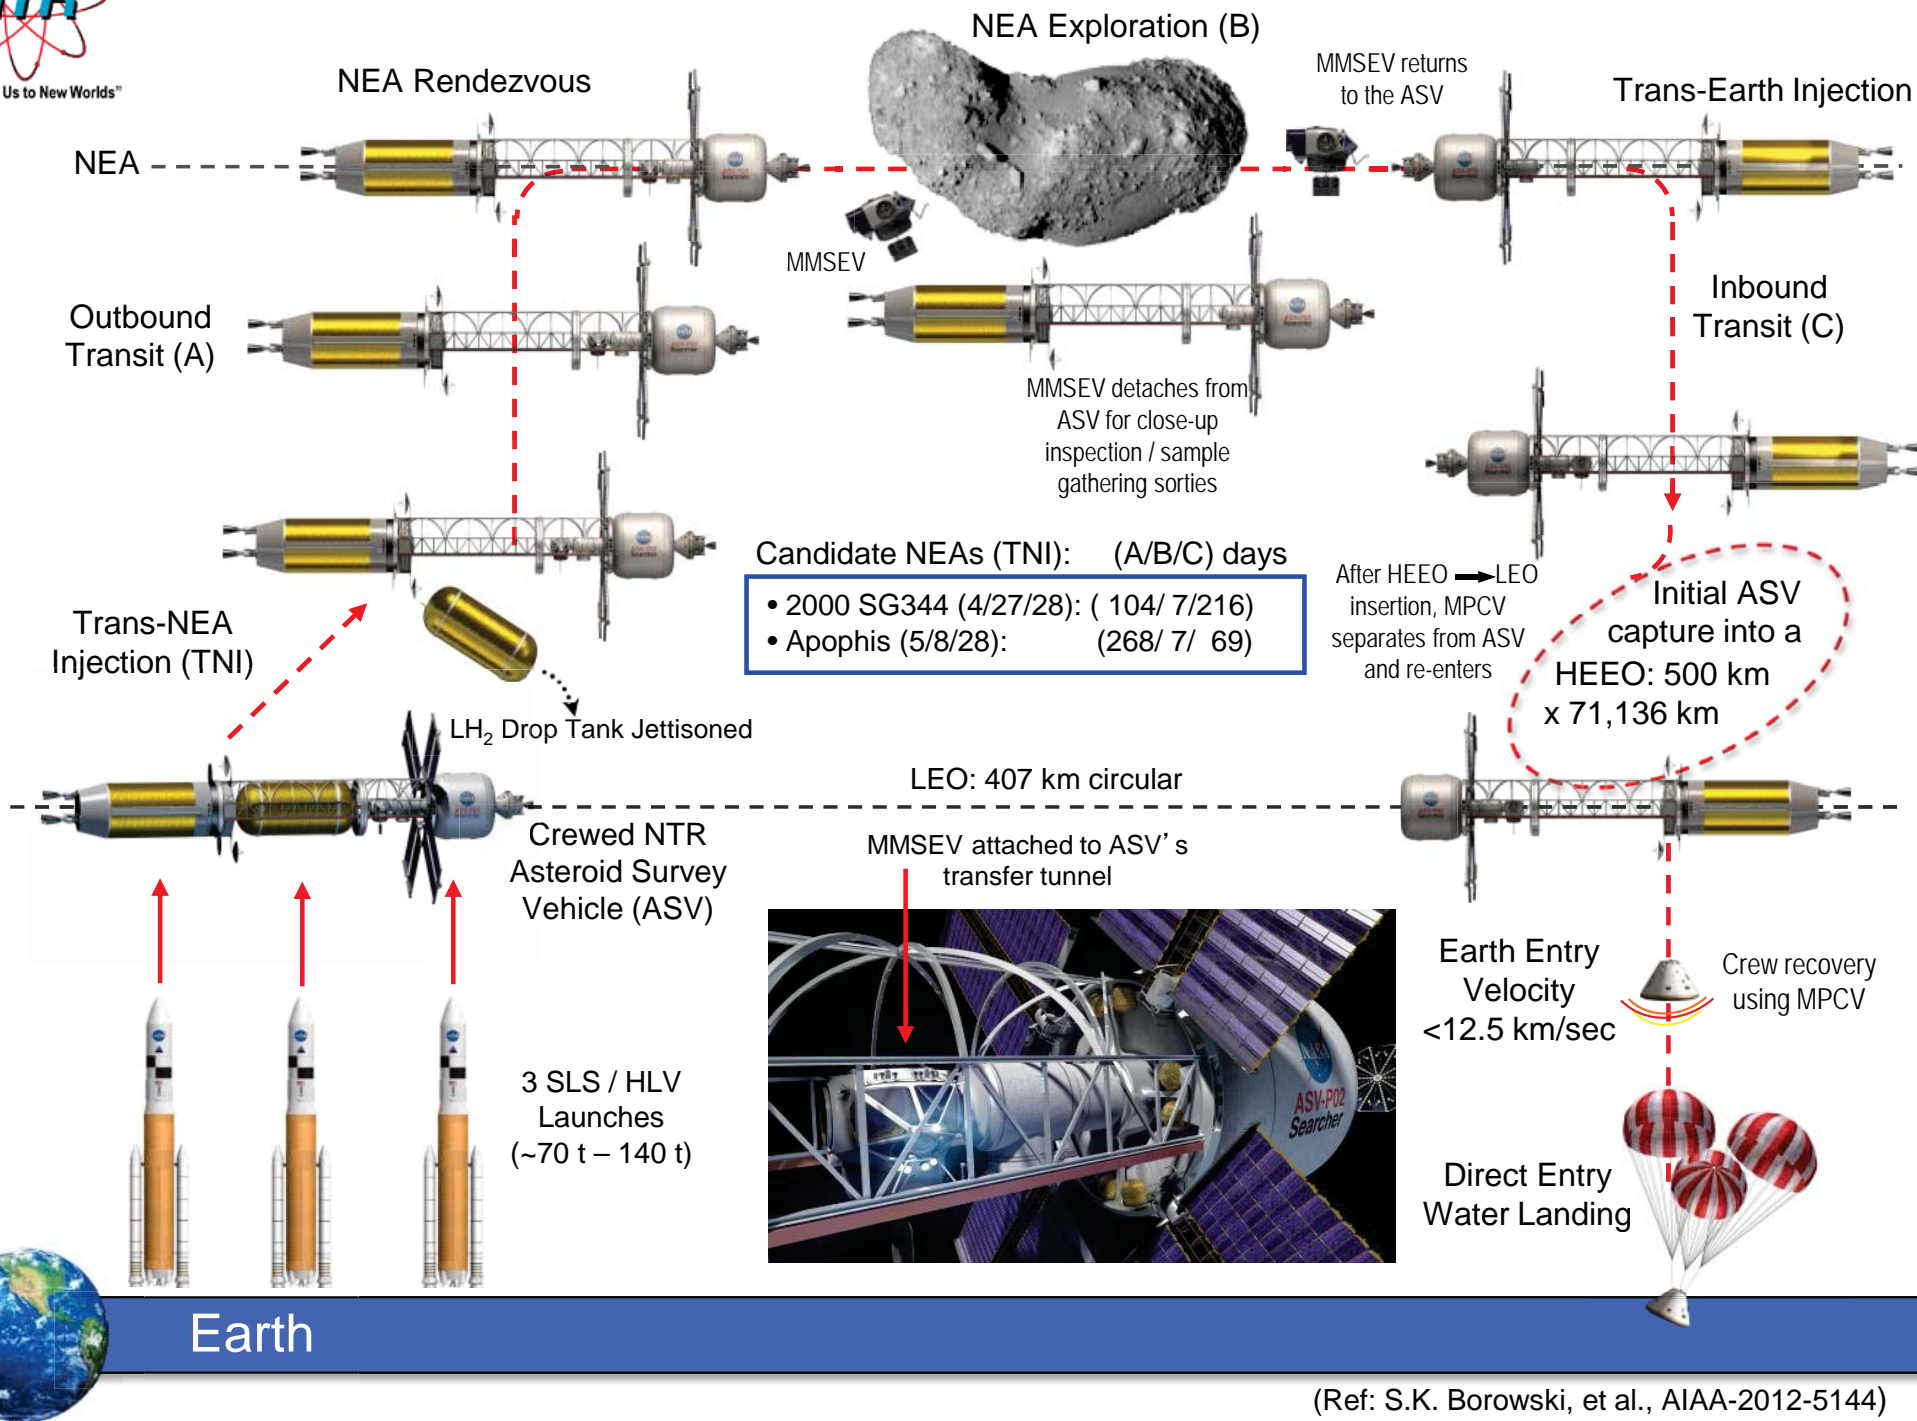 Us to New Worlds
NEA Exploration (B)
NEA Rendezvous
MMSEV returns
to the ASV
Trans-Earth Injection
NEA
MMSEV
Outbound
Transit (A)
Inbound
Transit (C)
MMSEV detaches from
ASV for close-up
inspection / sample
gathering sorties
Candidate NEAs (TNI): (A/B/C) days
• 2000 SG344 (4/27/28): ( 104/ 7/216)
• Apophis (5/8/28): (268/ 7/ 69)
After HEEO → LEO
insertion, MPCV
separates from ASV
and re-enters
Initial ASV
capture into a
HEEO: 500 km
x 71,136 km
Trans-NEA
Injection (TNI)
LH₂ Drop Tank Jettisoned
LEO: 407 km circular
Crewed NTR
Asteroid Survey
Vehicle (ASV)
MMSEV attached to ASV's
transfer tunnel
NASA
ASV-P02
Searcher
Earth Entry
Velocity
<12.5 km/sec
Crew recovery
using MPCV
3 SLS / HLV
Launches
(~70 t – 140 t)
Direct Entry
Water Landing
Earth
(Ref: S.K. Borowski, et al., AIAA-2012-5144)